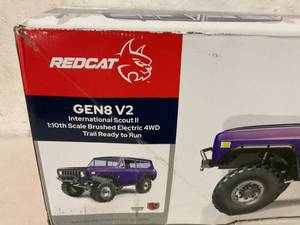 REDCAT
GEN8 V2
International Scout II
1:10th Scale Brushed Electric 4WD
Trail Ready to Run